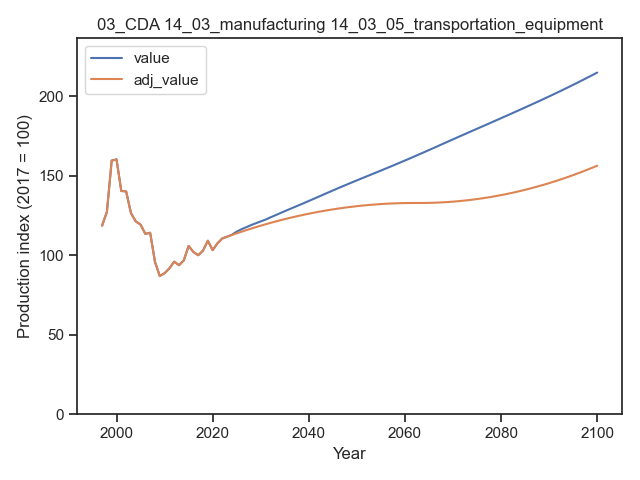 03_CDA 14_03_manufacturing 14_03_05_transportation_equipment
value
adj_value
Production index (2017 = 100)
200
150
100
50
0
2000 2020 2040 2060 2080 2100
Year